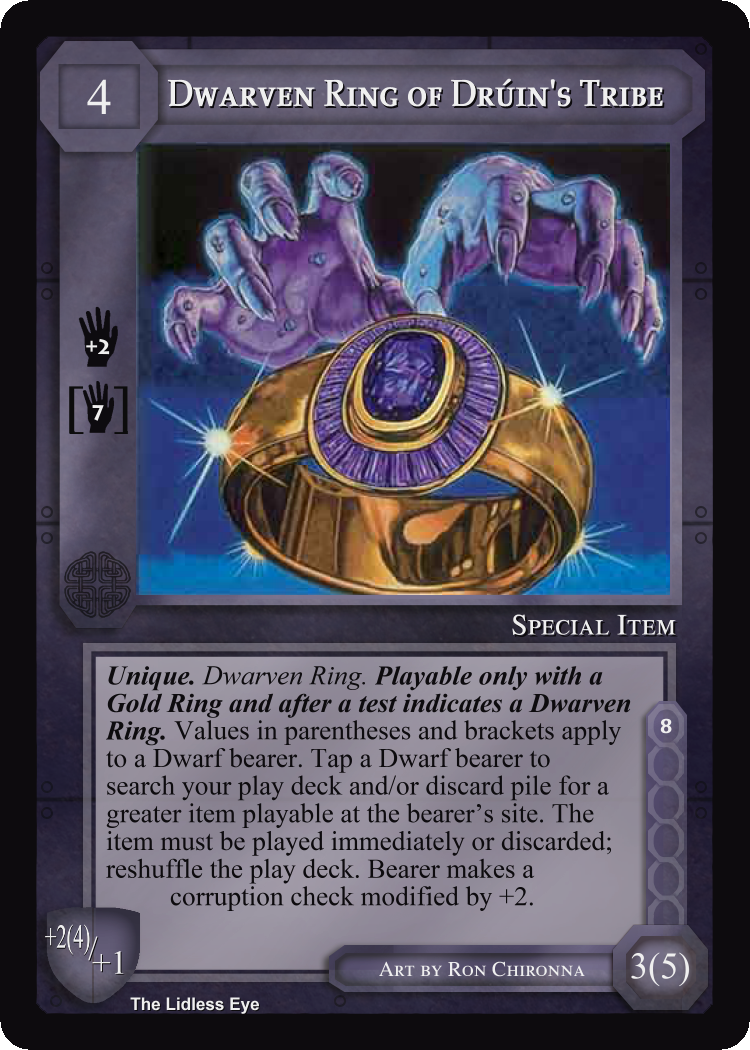 4
Dwarven Ring of Drúin's Tribe
+2
[7]
Special Item
Unique. Dwarven Ring. Playable only with a
Gold Ring and after a test indicates a Dwarven
Ring. Values in parentheses and brackets apply
to a Dwarf bearer. Tap a Dwarf bearer to
search your play deck and/or discard pile for a
greater item playable at the bearer's site. The
item must be played immediately or discarded;
reshuffle the play deck. Bearer makes a
corruption check modified by +2.
8
+2(4)/+1
Art by Ron Chironna
3(5)
The Lidless Eye